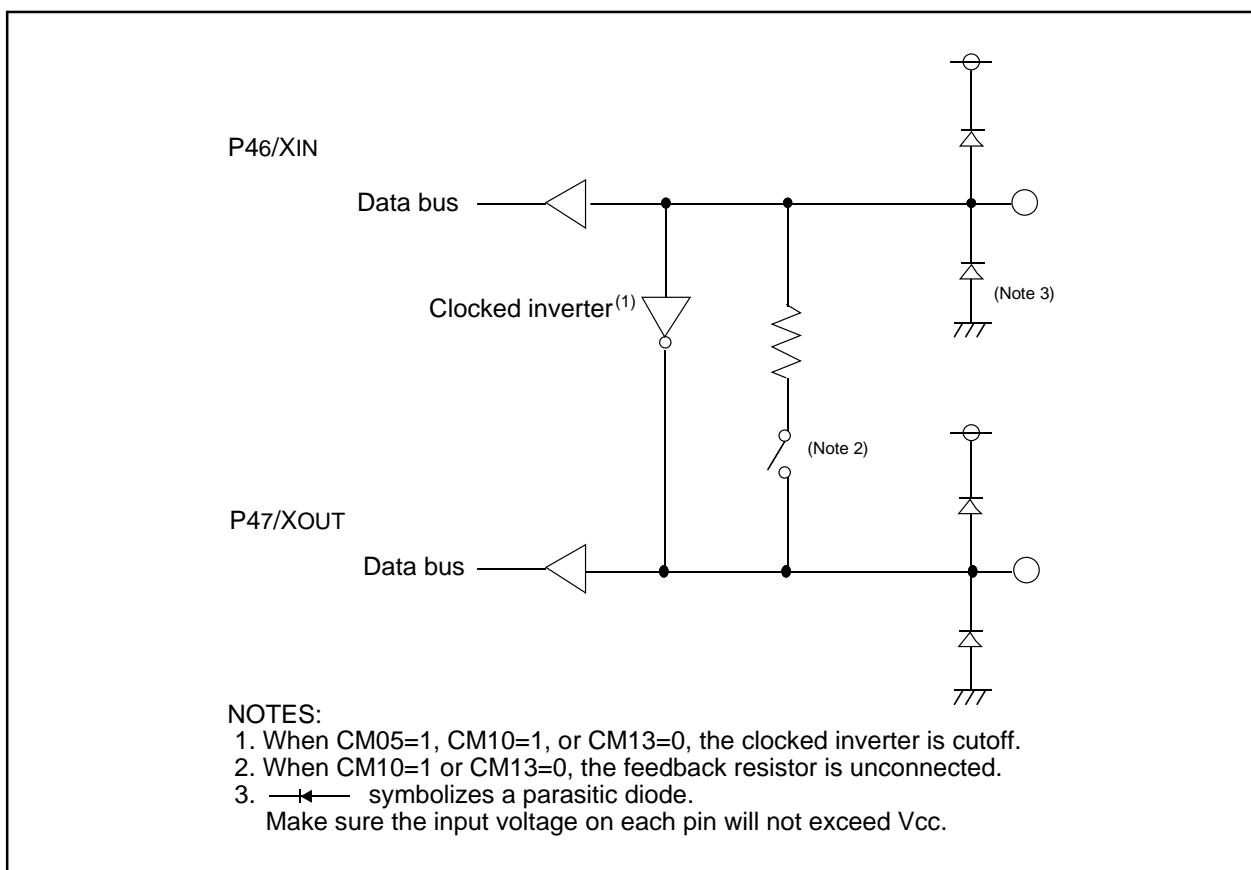 P46/XIN
Data bus
Clocked inverter(1)
(Note 3)
(Note 2)
P47/XOUT
Data bus
NOTES:
1. When CM05=1, CM10=1, or CM13=0, the clocked inverter is cutoff.
2. When CM10=1 or CM13=0, the feedback resistor is unconnected.
3. symbolizes a parasitic diode.
Make sure the input voltage on each pin will not exceed Vcc.